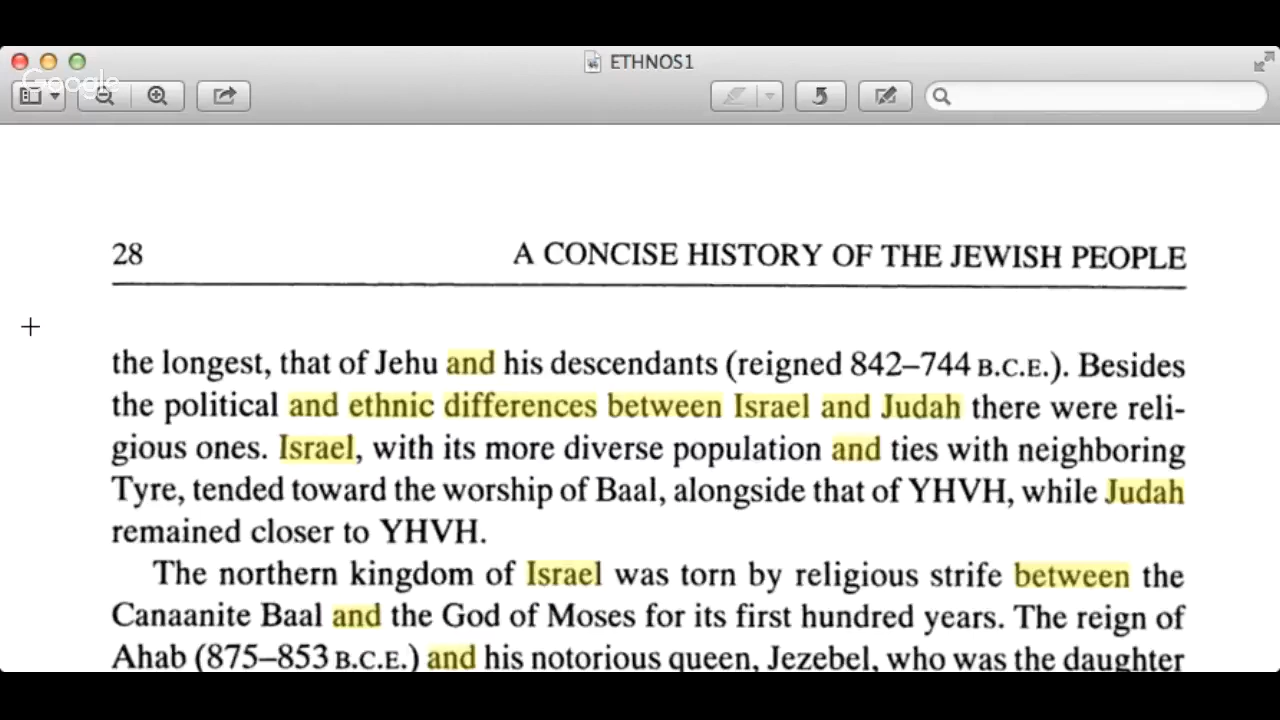 ETHNOS1
Google
28 A CONCISE HISTORY OF THE JEWISH PEOPLE
the longest, that of Jehu and his descendants (reigned 842–744 B.C.E.). Besides
the political and ethnic differences between Israel and Judah there were reli-
gious ones. Israel, with its more diverse population and ties with neighboring
Tyre, tended toward the worship of Baal, alongside that of YHVH, while Judah
remained closer to YHVH.
The northern kingdom of Israel was torn by religious strife between the
Canaanite Baal and the God of Moses for its first hundred years. The reign of
Ahab (875–853 B.C.E.) and his notorious queen, Jezebel, who was the daughter